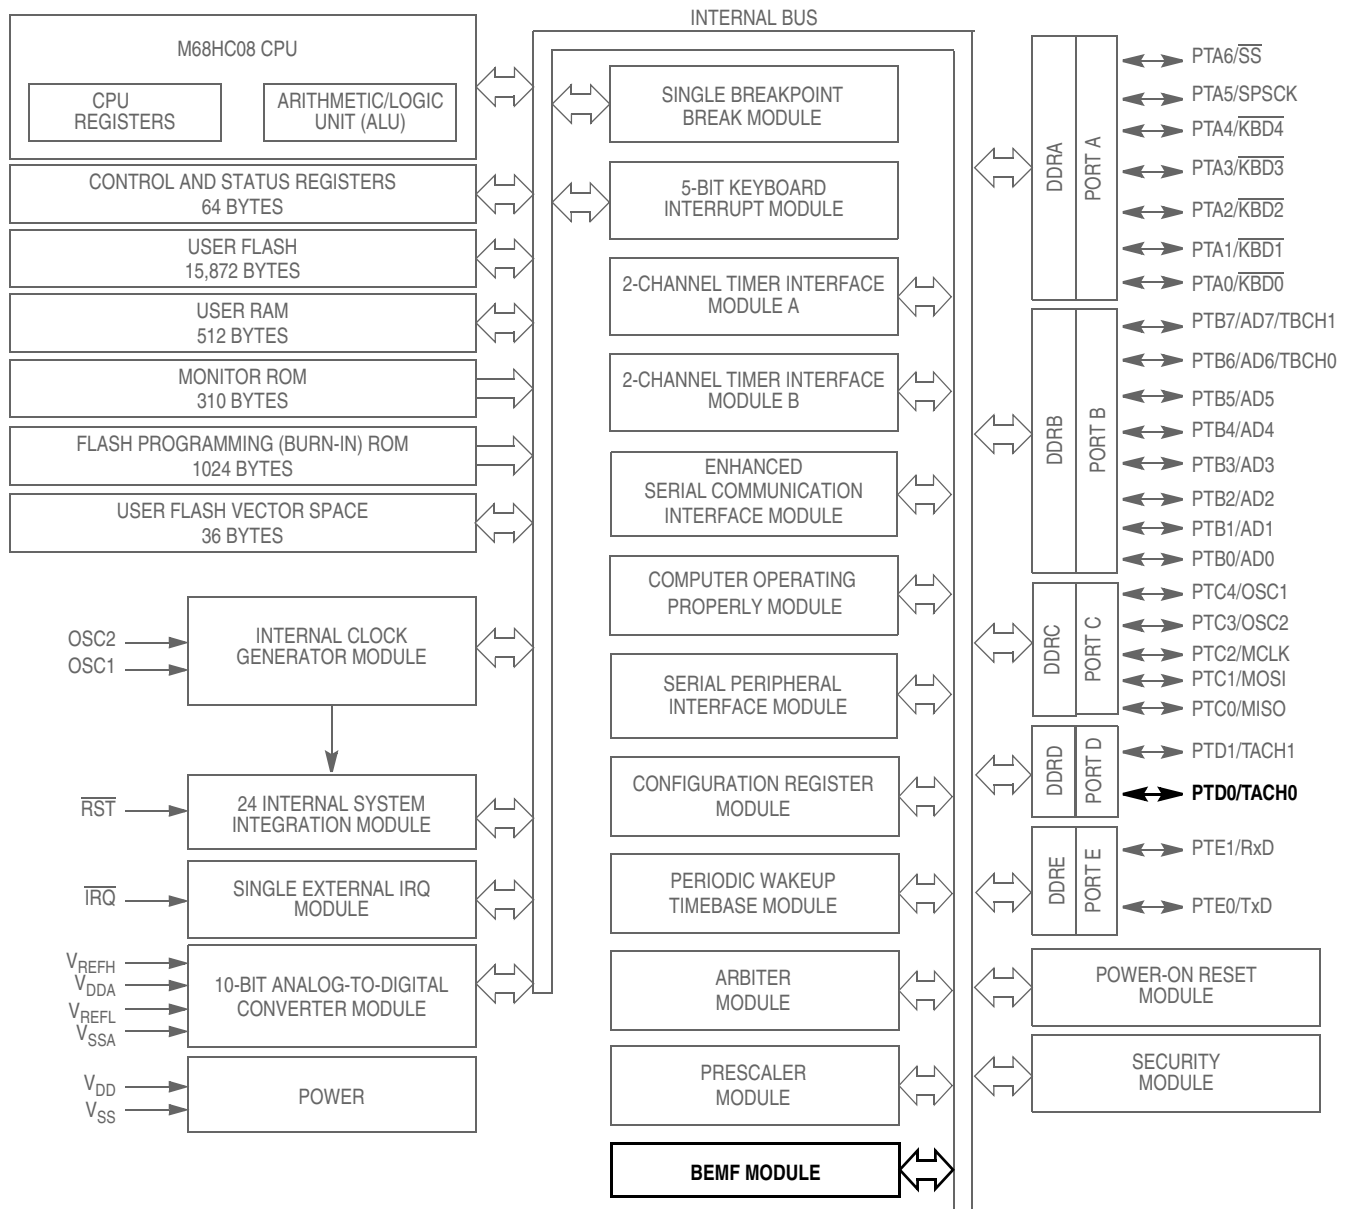 INTERNAL BUS
M68HC08 CPU
CPU
REGISTERS
ARITHMETIC/LOGIC
UNIT (ALU)
CONTROL AND STATUS REGISTERS
64 BYTES
USER FLASH
15,872 BYTES
USER RAM
512 BYTES
MONITOR ROM
310 BYTES
FLASH PROGRAMMING (BURN-IN) ROM
1024 BYTES
USER FLASH VECTOR SPACE
36 BYTES
OSC2
OSC1
INTERNAL CLOCK
GENERATOR MODULE
RST
24 INTERNAL SYSTEM
INTEGRATION MODULE
IRQ
SINGLE EXTERNAL IRQ
MODULE
VREFH
VDDA
VREFL
VSSA
10-BIT ANALOG-TO-DIGITAL
CONVERTER MODULE
VDD
VSS
POWER
SINGLE BREAKPOINT
BREAK MODULE
5-BIT KEYBOARD
INTERRUPT MODULE
2-CHANNEL TIMER INTERFACE
MODULE A
2-CHANNEL TIMER INTERFACE
MODULE B
ENHANCED
SERIAL COMMUNICATION
INTERFACE MODULE
COMPUTER OPERATING
PROPERLY MODULE
SERIAL PERIPHERAL
INTERFACE MODULE
CONFIGURATION REGISTER
MODULE
PERIODIC WAKEUP
TIMEBASE MODULE
ARBITER
MODULE
PRESCALER
MODULE
BEMF MODULE
DDRA
PORT A
PTA6/SS
PTA5/SPSCK
PTA4/KBD4
PTA3/KBD3
PTA2/KBD2
PTA1/KBD1
PTA0/KBD0
DDRB
PORT B
PTB7/AD7/TBCH1
PTB6/AD6/TBCH0
PTB5/AD5
PTB4/AD4
PTB3/AD3
PTB2/AD2
PTB1/AD1
PTB0/AD0
DDRC
PORT C
PTC4/OSC1
PTC3/OSC2
PTC2/MCLK
PTC1/MOSI
PTC0/MISO
DDRD
PORT D
PTD1/TACH1
PTD0/TACH0
DDRE
PORT E
PTE1/RxD
PTE0/TxD
POWER-ON RESET
MODULE
SECURITY
MODULE